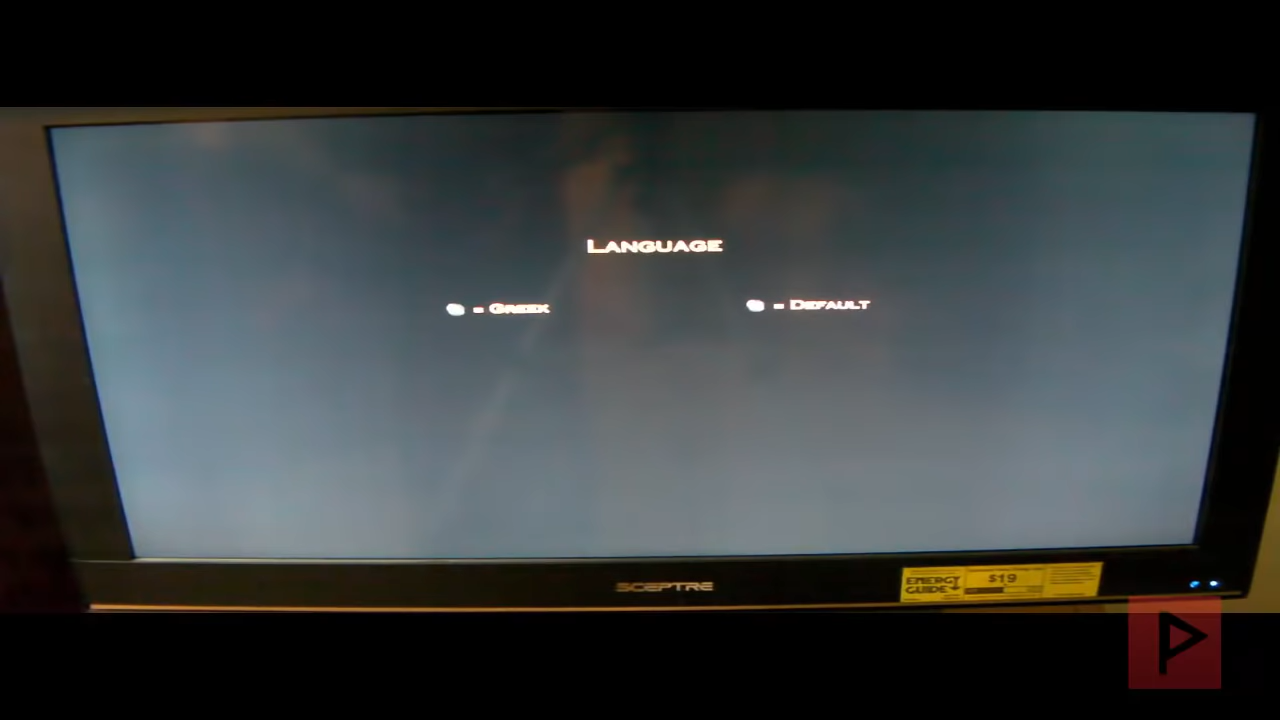 LANGUAGE
= GREEK
= DEFAULT
SCEPTRE
ENERGY
GUIDE
$19